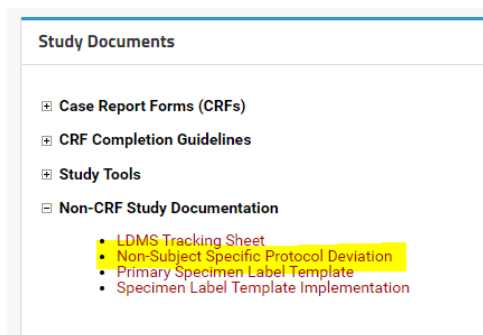 Study Documents
Case Report Forms (CRFs)
CRF Completion Guidelines
Study Tools
Non-CRF Study Documentation
LDMS Tracking Sheet
Non-Subject Specific Protocol Deviation
Primary Specimen Label Template
Specimen Label Template Implementation